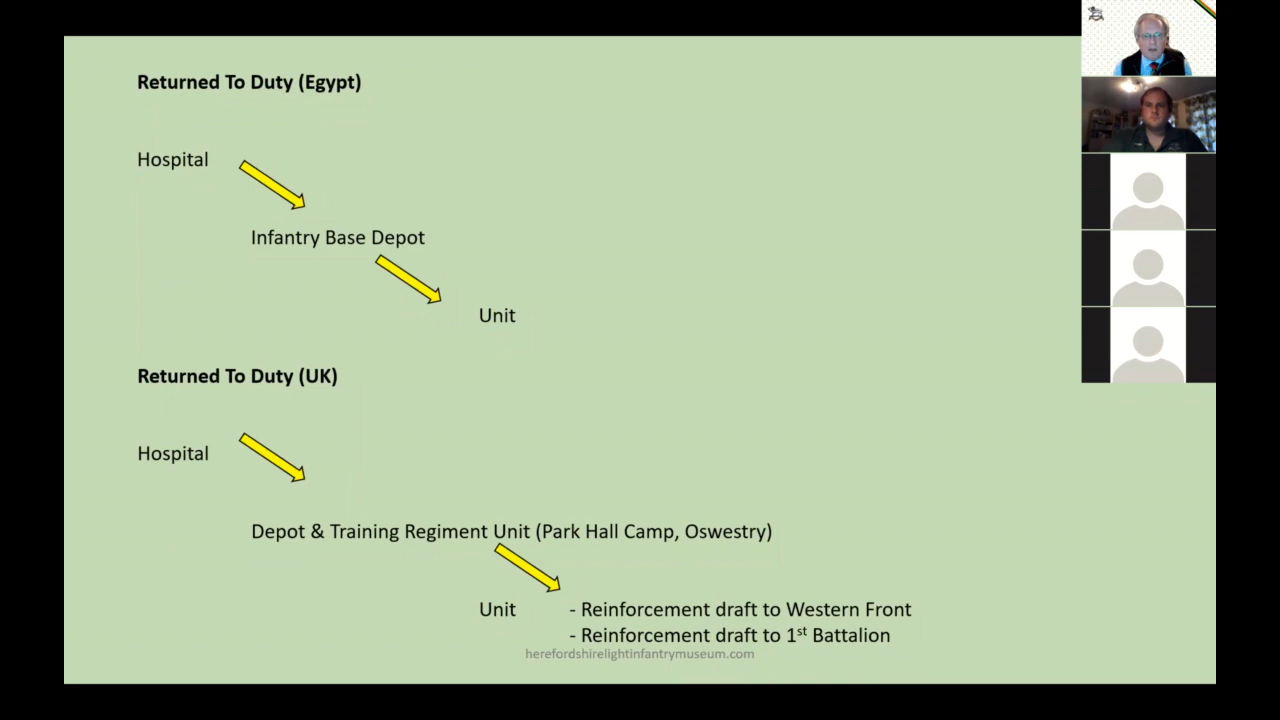 Returned To Duty (Egypt)
Hospital
Infantry Base Depot
Unit
Returned To Duty (UK)
Hospital
Depot & Training Regiment Unit (Park Hall Camp, Oswestry)
Unit - Reinforcement draft to Western Front
- Reinforcement draft to 1st Battalion
herefordshirelightinfantrymuseum.com